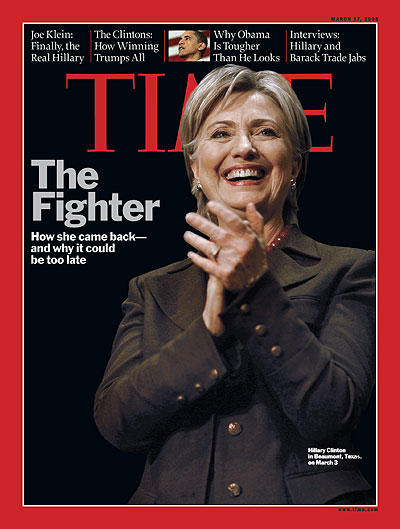 MARCH 17, 2008
Joe Klein:
Finally, the
Real Hillary
The Clintons:
How Winning
Trumps All
Why Obama
Is Tougher
Than He Looks
Interviews:
Hillary and
Barack Trade Jabs
TIME
The
Fighter
How she came back—
and why it could
be too late
Hillary Clinton
in Beaumont, Texas,
on March 3
www.time.com